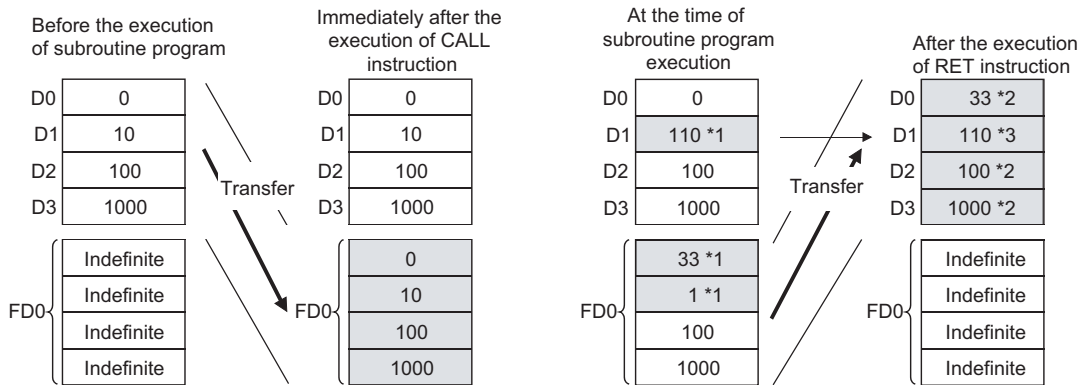 Before the execution
of subroutine program
D0 0
D1 10
D2 100
D3 1000
FD0
Indefinite
Indefinite
Indefinite
Indefinite
Transfer
Immediately after the
execution of CALL
instruction
D0 0
D1 10
D2 100
D3 1000
FD0
0
10
100
1000
At the time of
subroutine program
execution
D0 0
D1 110 *1
D2 100
D3 1000
FD0
33 *1
1 *1
100
1000
Transfer
After the execution
of RET instruction
D0 33 *2
D1 110 *3
D2 100 *2
D3 1000 *2
FD0
Indefinite
Indefinite
Indefinite
Indefinite